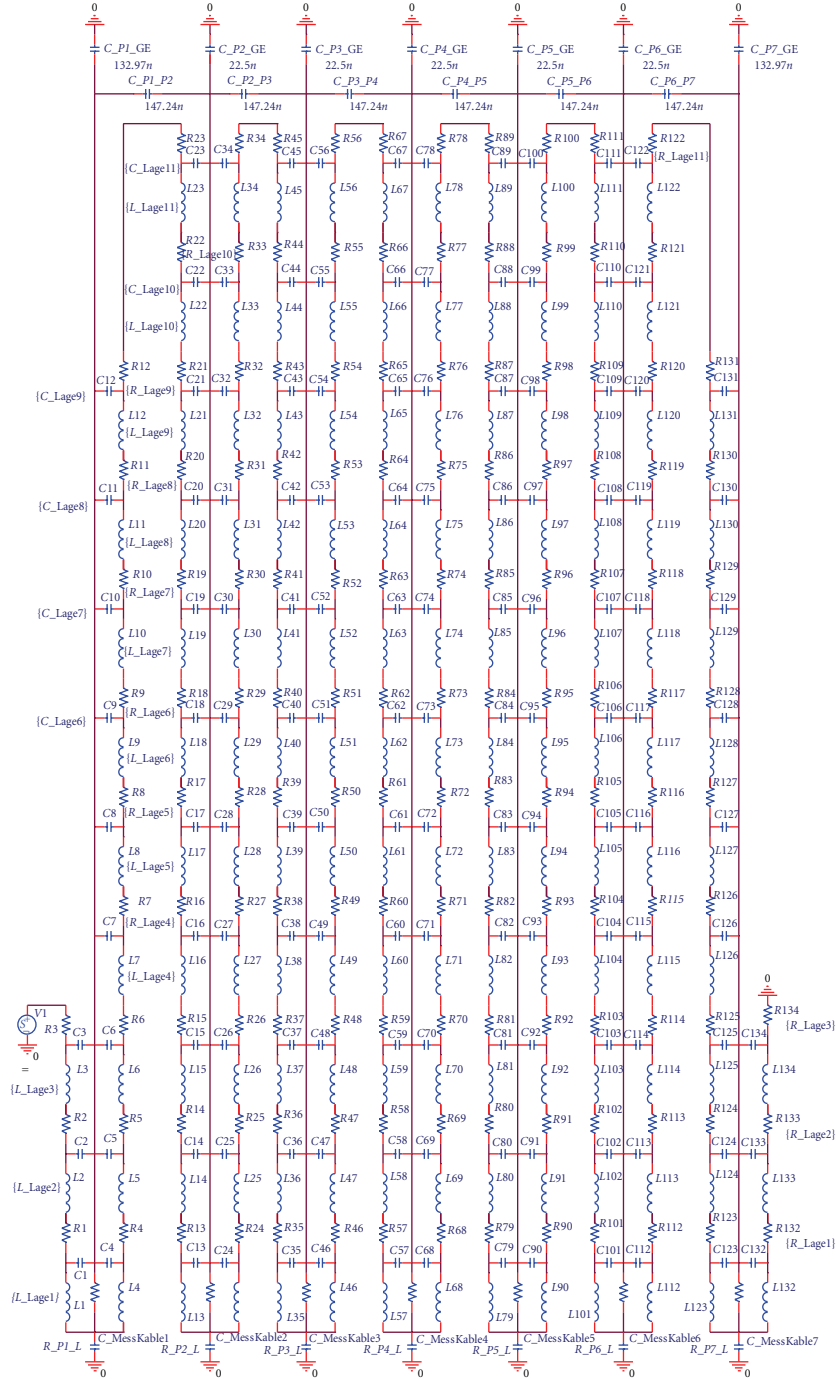 0 0 0 0 0 0 0
C_P1_GE C_P2_GE C_P3_GE C_P4_GE C_P5_GE C_P6_GE C_P7_GE
132.97n 22.5n 22.5n 22.5n 22.5n 22.5n 132.97n
C_P1_P2 C_P2_P3 C_P3_P4 C_P4_P5 C_P5_P6 C_P6_P7
147.24n 147.24n 147.24n 147.24n 147.24n 147.24n
R23 R34 R45 R56 R67 R78 R89 R100 R111 R122
C23 C34 C45 C56 C67 C78 C89 C100 C111 C122 {R_Lage11}
{C_Lage11}
L23 L34 L45 L56 L67 L78 L89 L100 L111 L122
{L_Lage11}
R22 R33 R44 R55 R66 R77 R88 R99 R110 R121
{R_Lage10}
C22 C33 C44 C55 C66 C77 C88 C99 C110 C121
{C_Lage10}
L22 L33 L44 L55 L66 L77 L88 L99 L110 L121
{L_Lage10}
R12 R21 R32 R43 R54 R65 R76 R87 R98 R109 R120 R131
C12 {R_Lage9} C21 C32 C43 C54 C65 C76 C87 C98 C109 C120 C131
{C_Lage9}
L12 L21 L32 L43 L54 L65 L76 L87 L98 L109 L120 L131
{L_Lage9}
R11 R20 R31 R42 R53 R64 R75 R86 R97 R108 R119 R130
C11 {R_Lage8} C20 C31 C42 C53 C64 C75 C86 C97 C108 C119 C130
{C_Lage8}
L11 L20 L31 L42 L53 L64 L75 L86 L97 L108 L119 L130
{L_Lage8}
R10 R19 R30 R41 R52 R63 R74 R85 R96 R107 R118 R129
C10 {R_Lage7} C19 C30 C41 C52 C63 C74 C85 C96 C107 C118 C129
{C_Lage7}
L10 L19 L30 L41 L52 L63 L74 L85 L96 L107 L118 L129
{L_Lage7}
R9 R18 R29 R40 R51 R62 R73 R84 R95 R106 R117 R128
C9 {R_Lage6} C18 C29 C40 C51 C62 C73 C84 C95 C106 C117 C128
{C_Lage6}
L9 L18 L29 L40 L51 L62 L73 L84 L95 L106 L117 L128
{L_Lage6}
R8 R17 R28 R39 R50 R61 R72 R83 R94 R105 R116 R127
C8 {R_Lage5} C17 C28 C39 C50 C61 C72 C83 C94 C105 C116 C127
L8 L17 L28 L39 L50 L61 L72 L83 L94 L105 L116 L127
{L_Lage5}
R7 R16 R27 R38 R49 R60 R71 R82 R93 R104 R115 R126
C7 {R_Lage4} C16 C27 C38 C49 C60 C71 C82 C93 C104 C115 C126
L7 L16 L27 L38 L49 L60 L71 L82 L93 L104 L115 L126
{L_Lage4}
0
V1 R3 R6 R15 R26 R37 R48 R59 R70 R81 R92 R103 R114 R125 R134
{R_Lage3}
C3 C6 C15 C26 C37 C48 C59 C70 C81 C92 C103 C114 C125 C134
0
=
L3 L6 L15 L26 L37 L48 L59 L70 L81 L92 L103 L114 L125 L134
{L_Lage3}
R2 R5 R14 R25 R36 R47 R58 R69 R80 R91 R102 R113 R124 R133
{R_Lage2}
C2 C5 C14 C25 C36 C47 C58 C69 C80 C91 C102 C113 C124 C133
L2 L5 L14 L25 L36 L47 L58 L69 L80 L91 L102 L113 L124 L133
{L_Lage2}
R1 R4 R13 R24 R35 R46 R57 R68 R79 R90 R101 R112 R123 R132
{R_Lage1}
C1 C4 C13 C24 C35 C46 C57 C68 C79 C90 C101 C112 C123 C132
{L_Lage1}
L1 L4 L13 L35 L46 L57 L68 L79 L90 L101 L112 L123 L132
C_MessKable1 C_MessKable2 C_MessKable3 C_MessKable4 C_MessKable5 C_MessKable6 C_MessKable7
R_P1_L R_P2_L R_P3_L R_P4_L R_P5_L R_P6_L R_P7_L
0 0 0 0 0 0 0